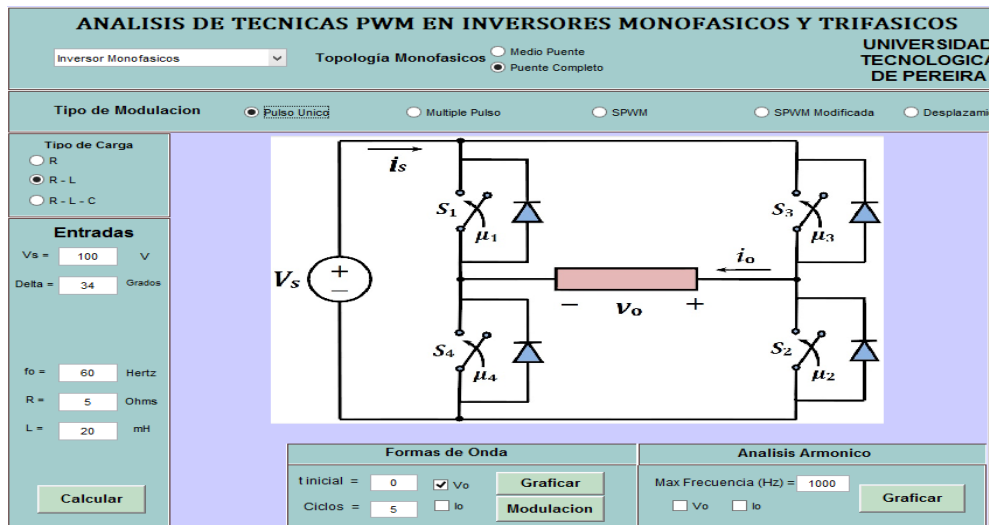 ANALISIS DE TECNICAS PWM EN INVERSORES MONOFASICOS Y TRIFASICOS
Inversor Monofasicos
Topología Monofasicos
Medio Puente
Puente Completo
UNIVERSIDAD
TECNOLOGICA
DE PEREIRA
Tipo de Modulacion
Pulso Unico
Multiple Pulso
SPWM
SPWM Modificada
Desplazami
Tipo de Carga
R
R - L
R - L - C
Entradas
Vs = 100 V
Delta = 34 Grados
fo = 60 Hertz
R = 5 Ohms
L = 20 mH
Calcular
is
S1
μ1
S3
μ3
Vs
+
−
io
− vo +
S4
μ4
S2
μ2
Formas de Onda
t inicial = 0
Vo
Graficar
Ciclos = 5
Io
Modulacion
Analisis Armonico
Max Frecuencia (Hz) = 1000
Vo
Io
Graficar